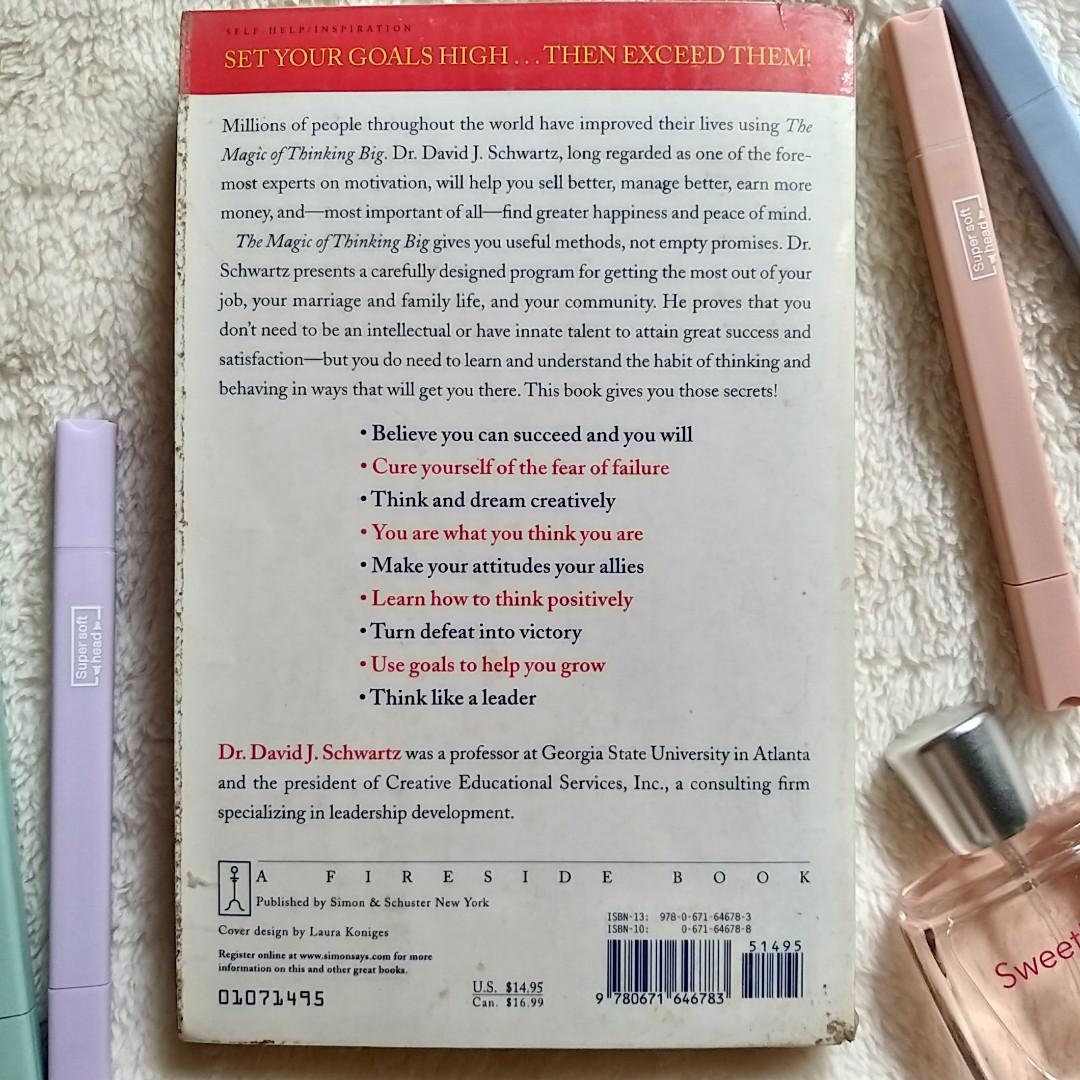 SELF HELP/INSPIRATION
SET YOUR GOALS HIGH . . . THEN EXCEED THEM!
Millions of people throughout the world have improved their lives using The
Magic of Thinking Big. Dr. David J. Schwartz, long regarded as one of the fore-
most experts on motivation, will help you sell better, manage better, earn more
money, and—most important of all—find greater happiness and peace of mind.
The Magic of Thinking Big gives you useful methods, not empty promises. Dr.
Schwartz presents a carefully designed program for getting the most out of your
job, your marriage and family life, and your community. He proves that you
don't need to be an intellectual or have innate talent to attain great success and
satisfaction—but you do need to learn and understand the habit of thinking and
behaving in ways that will get you there. This book gives you those secrets!
• Believe you can succeed and you will
• Cure yourself of the fear of failure
• Think and dream creatively
• You are what you think you are
• Make your attitudes your allies
• Learn how to think positively
• Turn defeat into victory
• Use goals to help you grow
• Think like a leader
Dr. David J. Schwartz was a professor at Georgia State University in Atlanta
and the president of Creative Educational Services, Inc., a consulting firm
specializing in leadership development.
A FIRESIDE BOOK
Published by Simon & Schuster New York
Cover design by Laura Koniges
Register online at www.simonsays.com for more
information on this and other great books.
01071495
U.S. $14.95
Can. $16.99
ISBN-13: 978-0-671-64678-3
ISBN-10: 0-671-64678-8
51495
9 780671 646783
Super soft
head
Super soft
head
Sweet